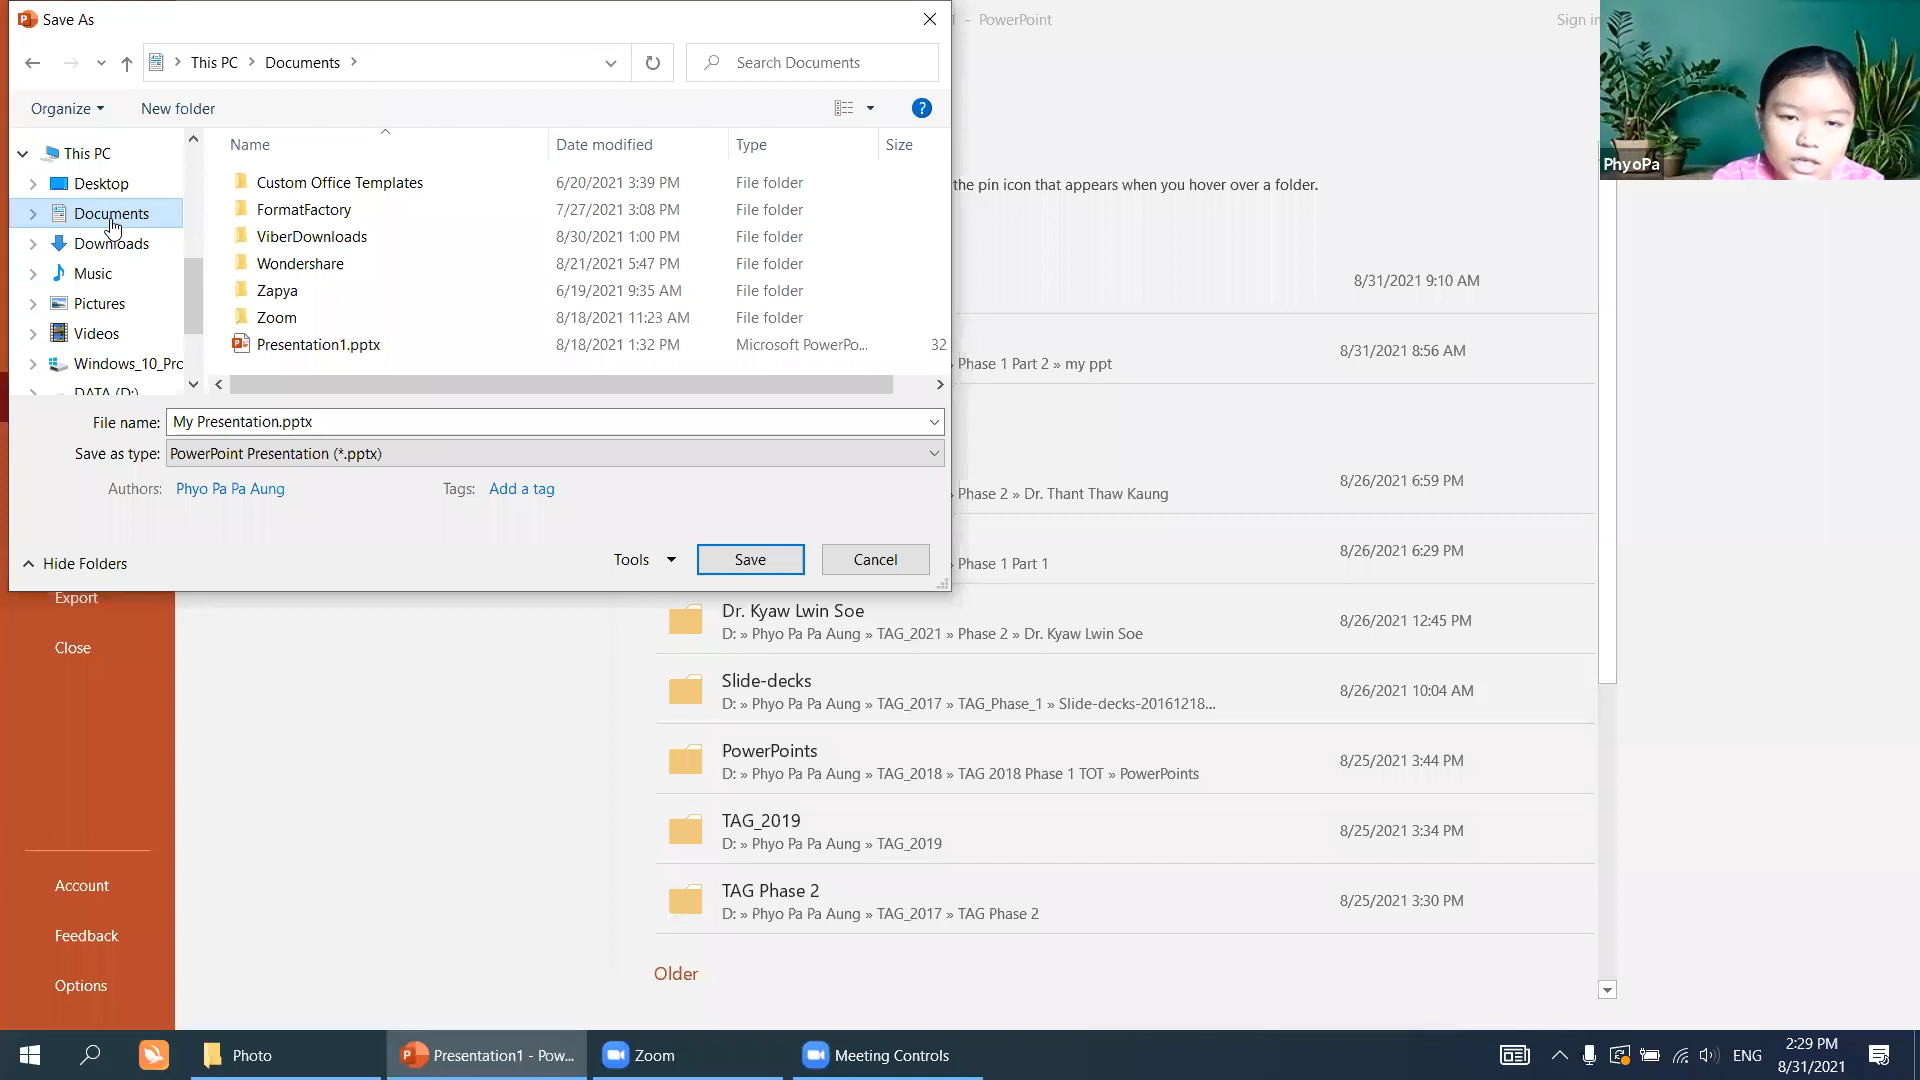 Save As
- PowerPoint
Sign in
This PC > Documents >
Search Documents
Organize
New folder
Name
Date modified
Type
Size
This PC
Desktop
Documents
Downloads
Music
Pictures
Videos
Windows_10_Pro
DATA (D:)
Custom Office Templates 6/20/2021 3:39 PM File folder
FormatFactory 7/27/2021 3:08 PM File folder
ViberDownloads 8/30/2021 1:00 PM File folder
Wondershare 8/21/2021 5:47 PM File folder
Zapya 6/19/2021 9:35 AM File folder
Zoom 8/18/2021 11:23 AM File folder
Presentation1.pptx 8/18/2021 1:32 PM Microsoft PowerPo... 32
File name: My Presentation.pptx
Save as type: PowerPoint Presentation (*.pptx)
Authors: Phyo Pa Pa Aung
Tags: Add a tag
Hide Folders
Tools
Save
Cancel
PhyoPa
the pin icon that appears when you hover over a folder.
8/31/2021 9:10 AM
» Phase 1 Part 2 » my ppt
8/31/2021 8:56 AM
» Phase 2 » Dr. Thant Thaw Kaung
8/26/2021 6:59 PM
» Phase 1 Part 1
8/26/2021 6:29 PM
Dr. Kyaw Lwin Soe
D: » Phyo Pa Pa Aung » TAG_2021 » Phase 2 » Dr. Kyaw Lwin Soe
8/26/2021 12:45 PM
Slide-decks
D: » Phyo Pa Pa Aung » TAG_2017 » TAG_Phase_1 » Slide-decks-20161218...
8/26/2021 10:04 AM
PowerPoints
D: » Phyo Pa Pa Aung » TAG_2018 » TAG 2018 Phase 1 TOT » PowerPoints
8/25/2021 3:44 PM
TAG_2019
D: » Phyo Pa Pa Aung » TAG_2019
8/25/2021 3:34 PM
TAG Phase 2
D: » Phyo Pa Pa Aung » TAG_2017 » TAG Phase 2
8/25/2021 3:30 PM
Older
Export
Close
Account
Feedback
Options
Photo
Presentation1 - Pow...
Zoom
Meeting Controls
ENG
2:29 PM
8/31/2021